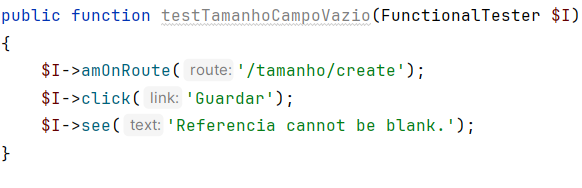 public function testTamanhoCampoVazio(FunctionalTester $I)
{
    $I->amOnRoute( route: '/tamanho/create');
    $I->click( link: 'Guardar');
    $I->see( text: 'Referencia cannot be blank.');
}